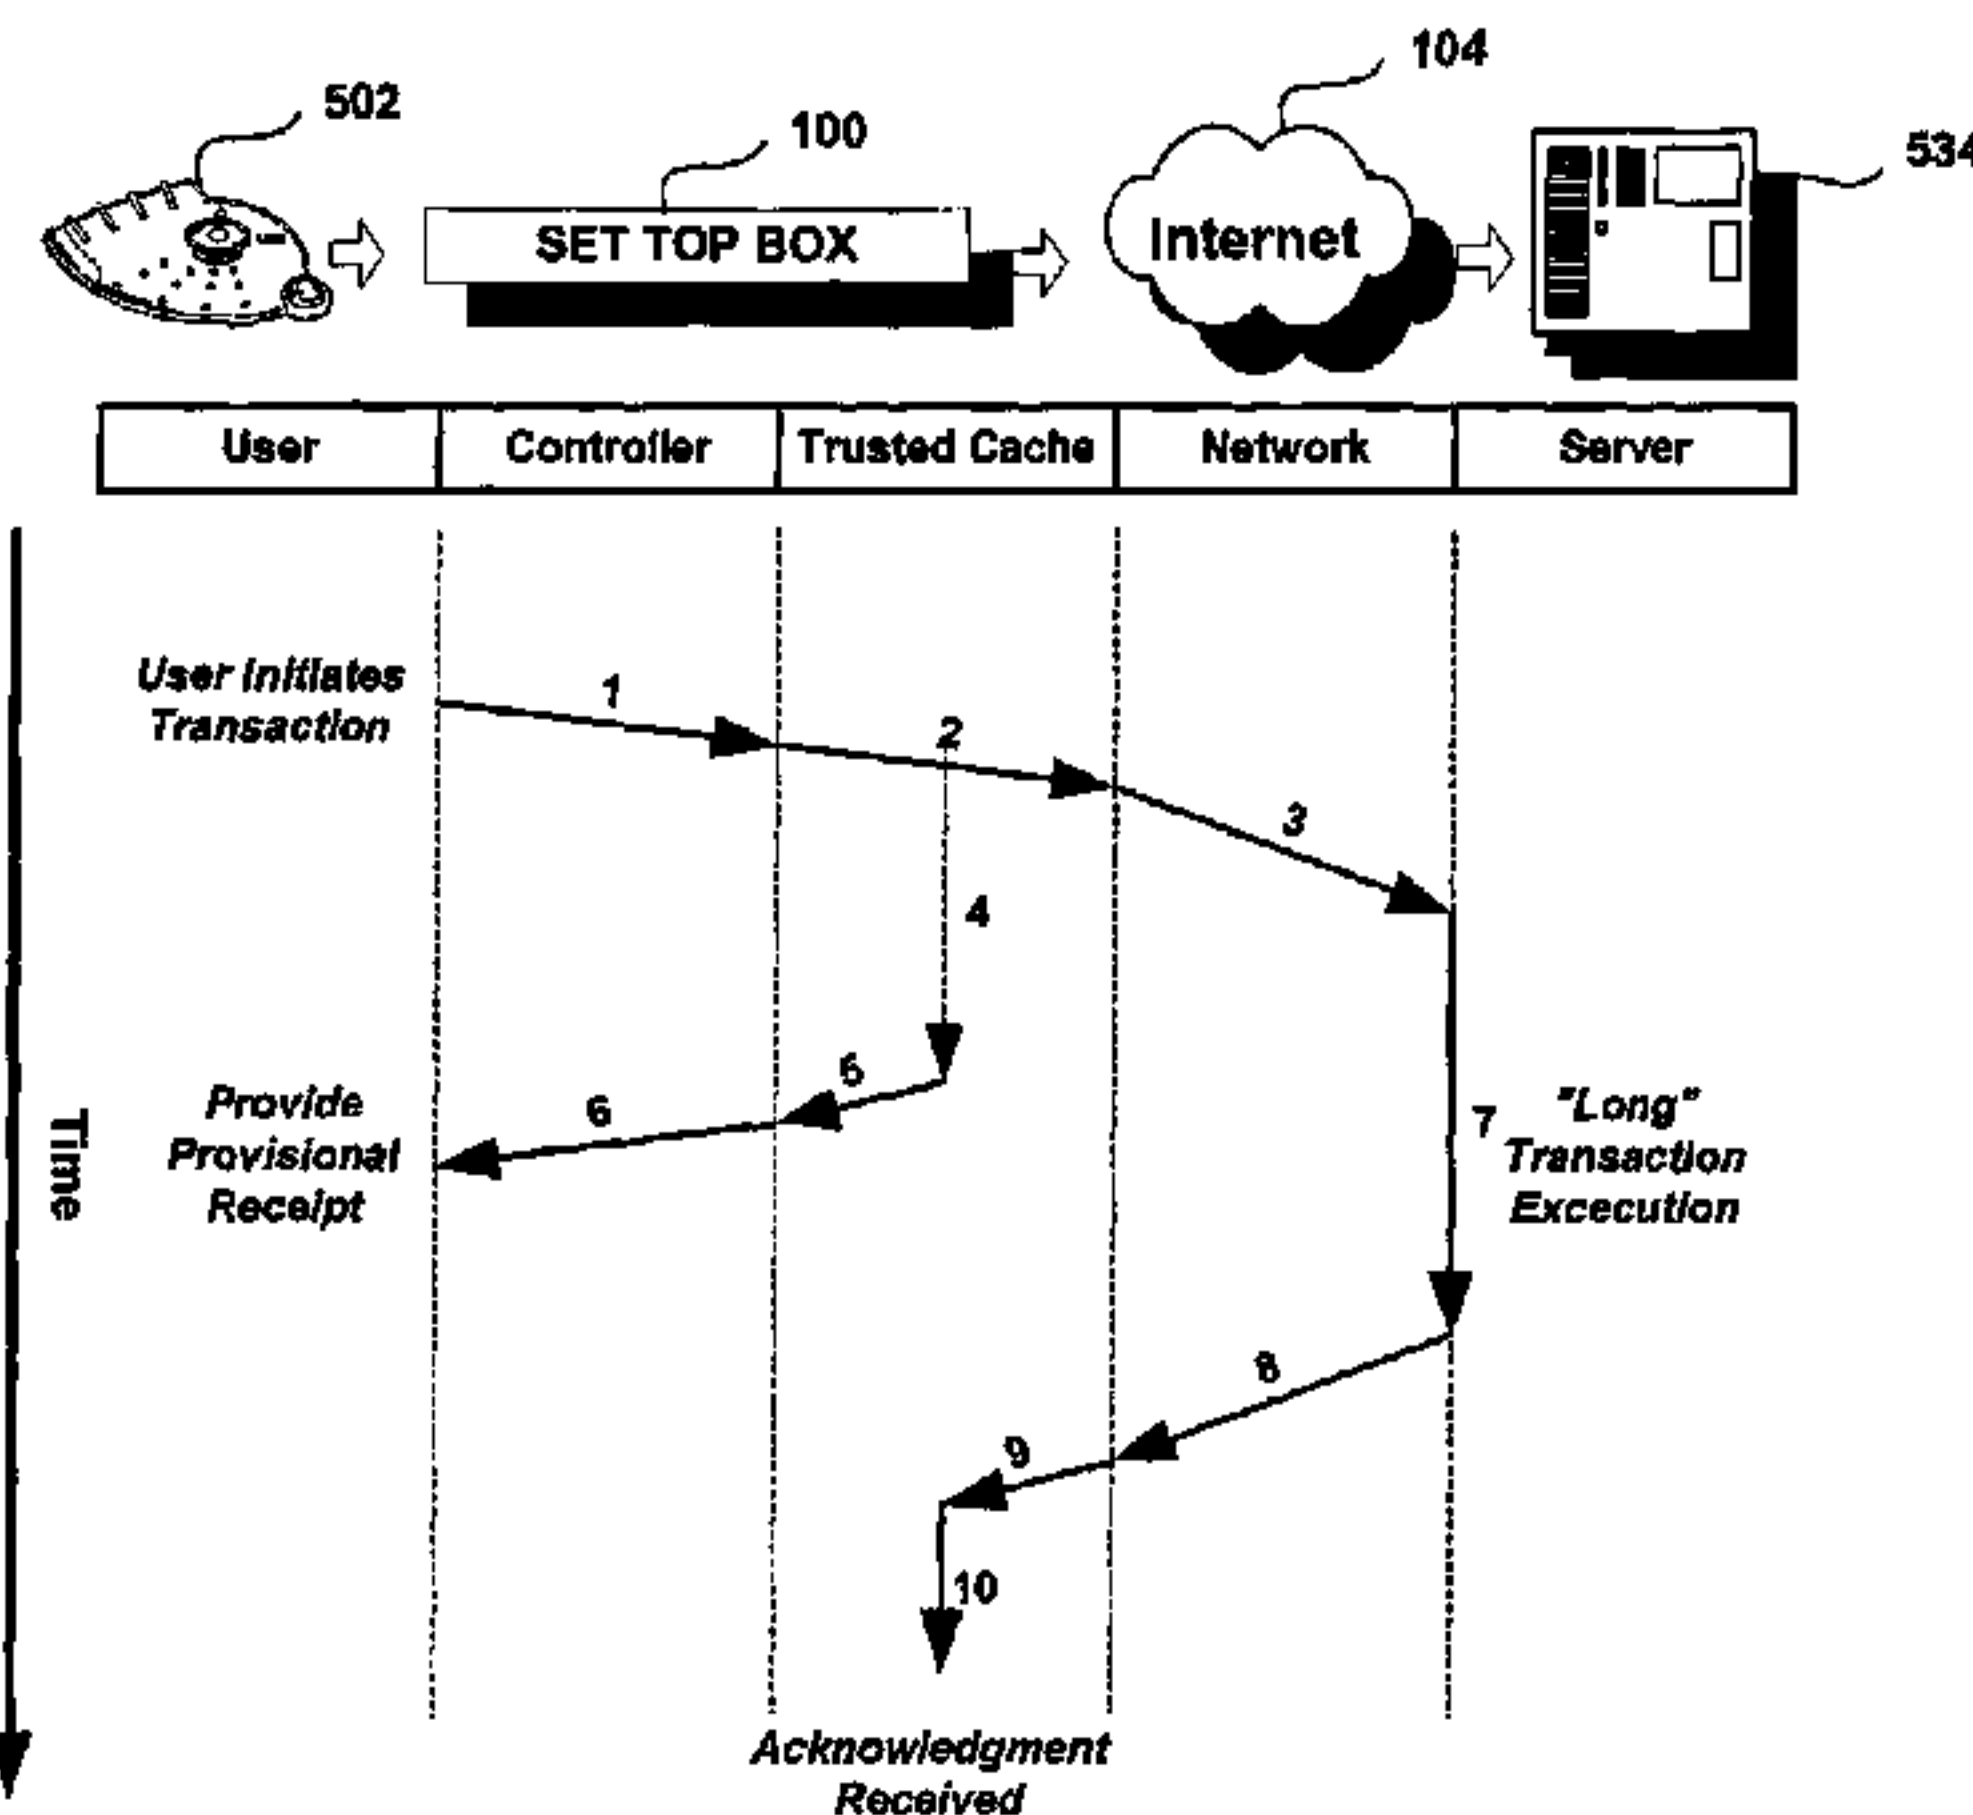 104
502
100
534
SET TOP BOX
Internet
User Controller Trusted Cache Network Server
User Initiates
Transaction
1
2
3
4
5
6
Provide
Provisional
Receipt
Time
7
"Long"
Transaction
Excecution
8
9
10
Acknowledgment
Received